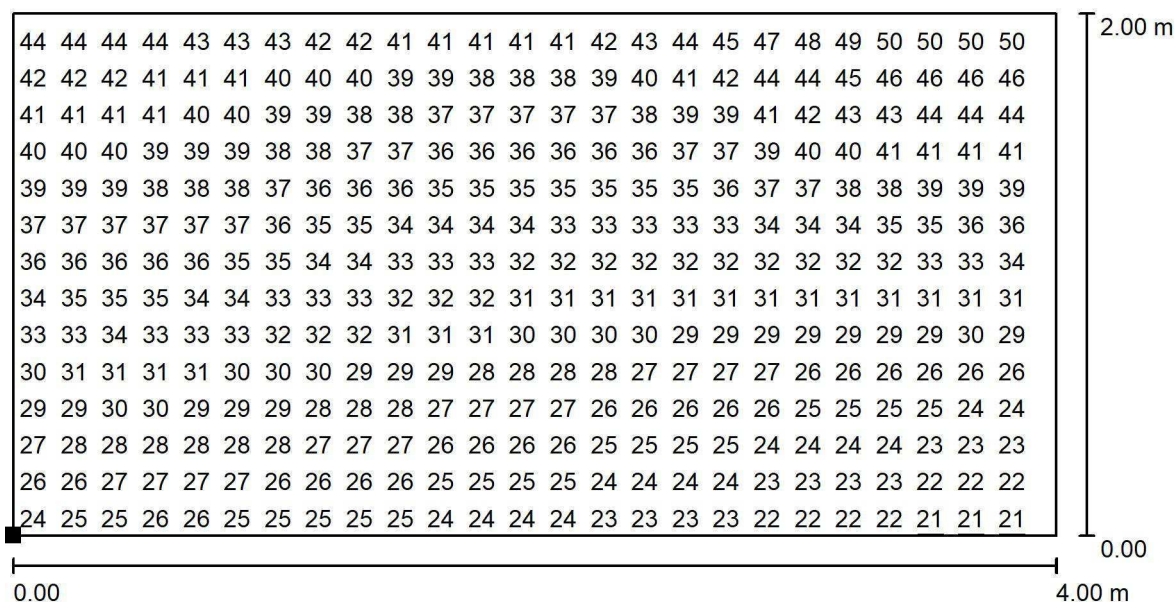 44 44 44 44 43 43 43 42 42 41 41 41 41 41 42 43 44 45 47 48 49 50 50 50 50
2.00 m
42 42 42 41 41 41 40 40 40 39 39 38 38 38 39 40 41 42 44 44 45 46 46 46 46
41 41 41 41 40 40 39 39 38 38 37 37 37 37 37 38 39 39 41 42 43 43 44 44 44
40 40 40 39 39 39 38 38 37 37 36 36 36 36 36 36 37 37 39 40 40 41 41 41 41
39 39 39 38 38 38 37 36 36 36 35 35 35 35 35 35 35 36 37 37 38 38 39 39 39
37 37 37 37 37 37 36 35 35 34 34 34 34 33 33 33 33 33 34 34 34 35 35 36 36
36 36 36 36 36 35 35 34 34 33 33 33 32 32 32 32 32 32 32 32 32 32 33 33 34
34 35 35 35 34 34 33 33 33 32 32 32 31 31 31 31 31 31 31 31 31 31 31 31 31
33 33 34 33 33 33 32 32 32 31 31 31 30 30 30 30 29 29 29 29 29 29 29 30 29
30 31 31 31 31 30 30 30 29 29 29 28 28 28 28 27 27 27 27 26 26 26 26 26 26
29 29 30 30 29 29 29 28 28 28 27 27 27 27 26 26 26 26 26 25 25 25 25 24 24
27 28 28 28 28 28 28 27 27 27 26 26 26 26 25 25 25 25 24 24 24 24 23 23 23
26 26 27 27 27 27 26 26 26 26 25 25 25 25 24 24 24 24 23 23 23 23 22 22 22
24 25 25 26 26 25 25 25 25 25 24 24 24 24 23 23 23 23 22 22 22 22 21 21 21
0.00
0.00
4.00 m